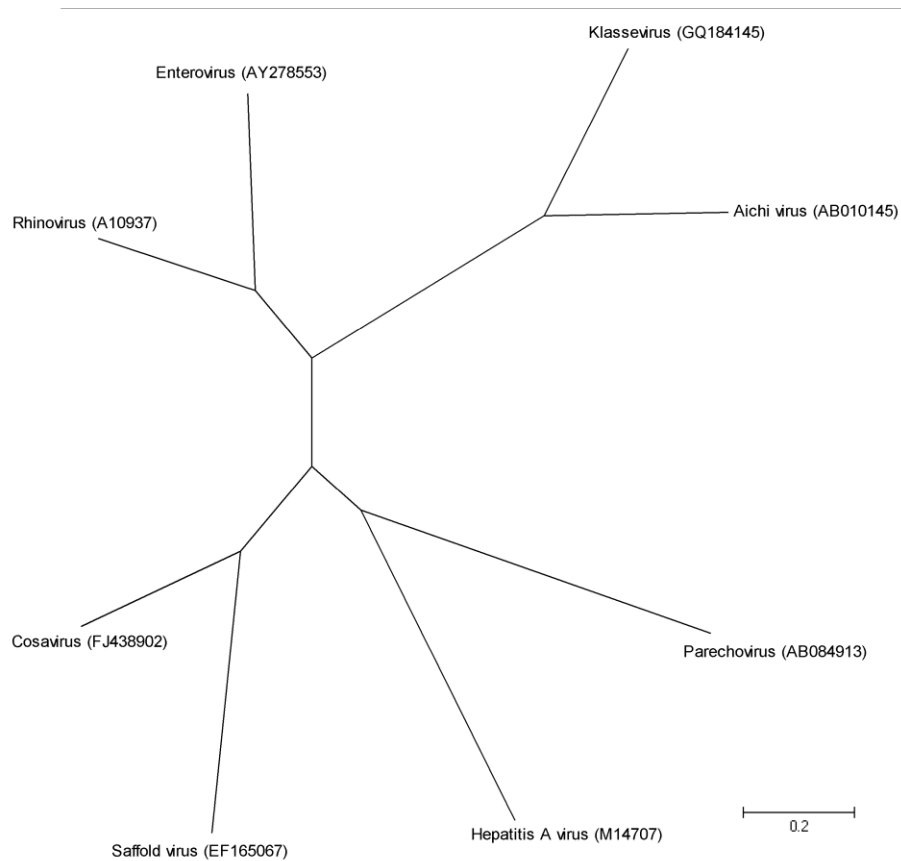 Klassevirus (GQ184145)
Enterovirus (AY278553)
Aichi virus (AB010145)
Rhinovirus (A10937)
Cosavirus (FJ438902)
Parechovirus (AB084913)
Hepatitis A virus (M14707)
0.2
Saffold virus (EF165067)